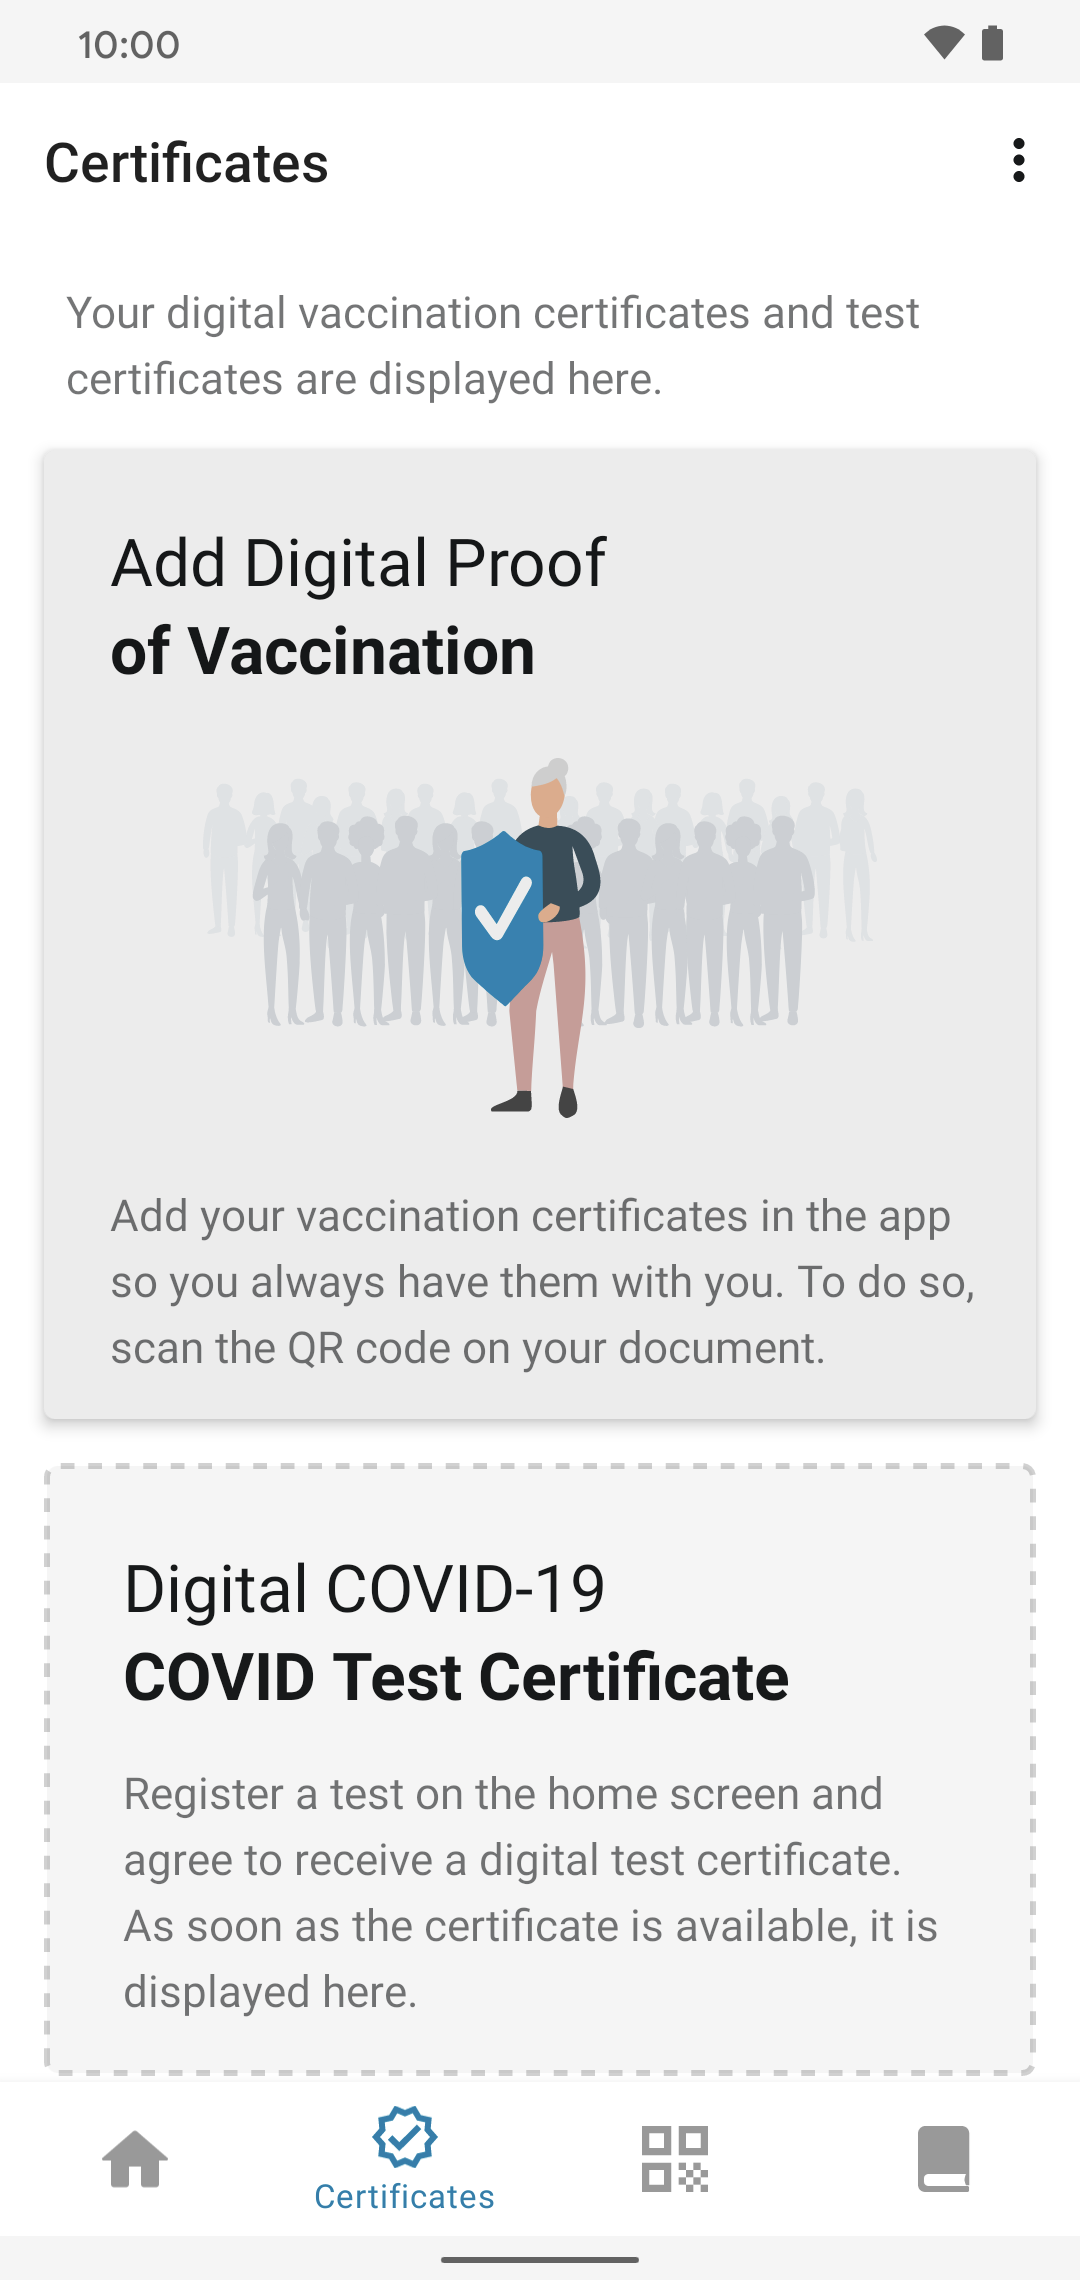 10:00
Certificates
Your digital vaccination certificates and test
certificates are displayed here.
Add Digital Proof
of Vaccination
Add your vaccination certificates in the app
so you always have them with you. To do so,
scan the QR code on your document.
Digital COVID-19
COVID Test Certificate
Register a test on the home screen and
agree to receive a digital test certificate.
As soon as the certificate is available, it is
displayed here.
Certificates